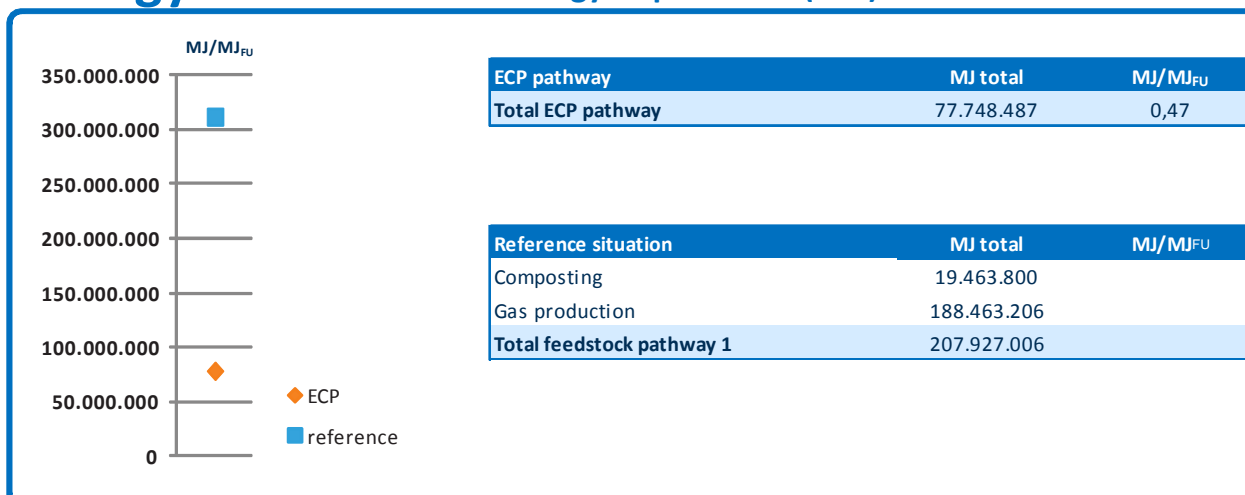 MJ/MJFU
350.000.000
300.000.000
250.000.000
200.000.000
150.000.000
100.000.000
50.000.000
0
ECP
reference
ECP pathway MJ total MJ/MJFU
Total ECP pathway 77.748.487 0,47
Reference situation MJ total MJ/MJFU
Composting 19.463.800
Gas production 188.463.206
Total feedstock pathway 1 207.927.006